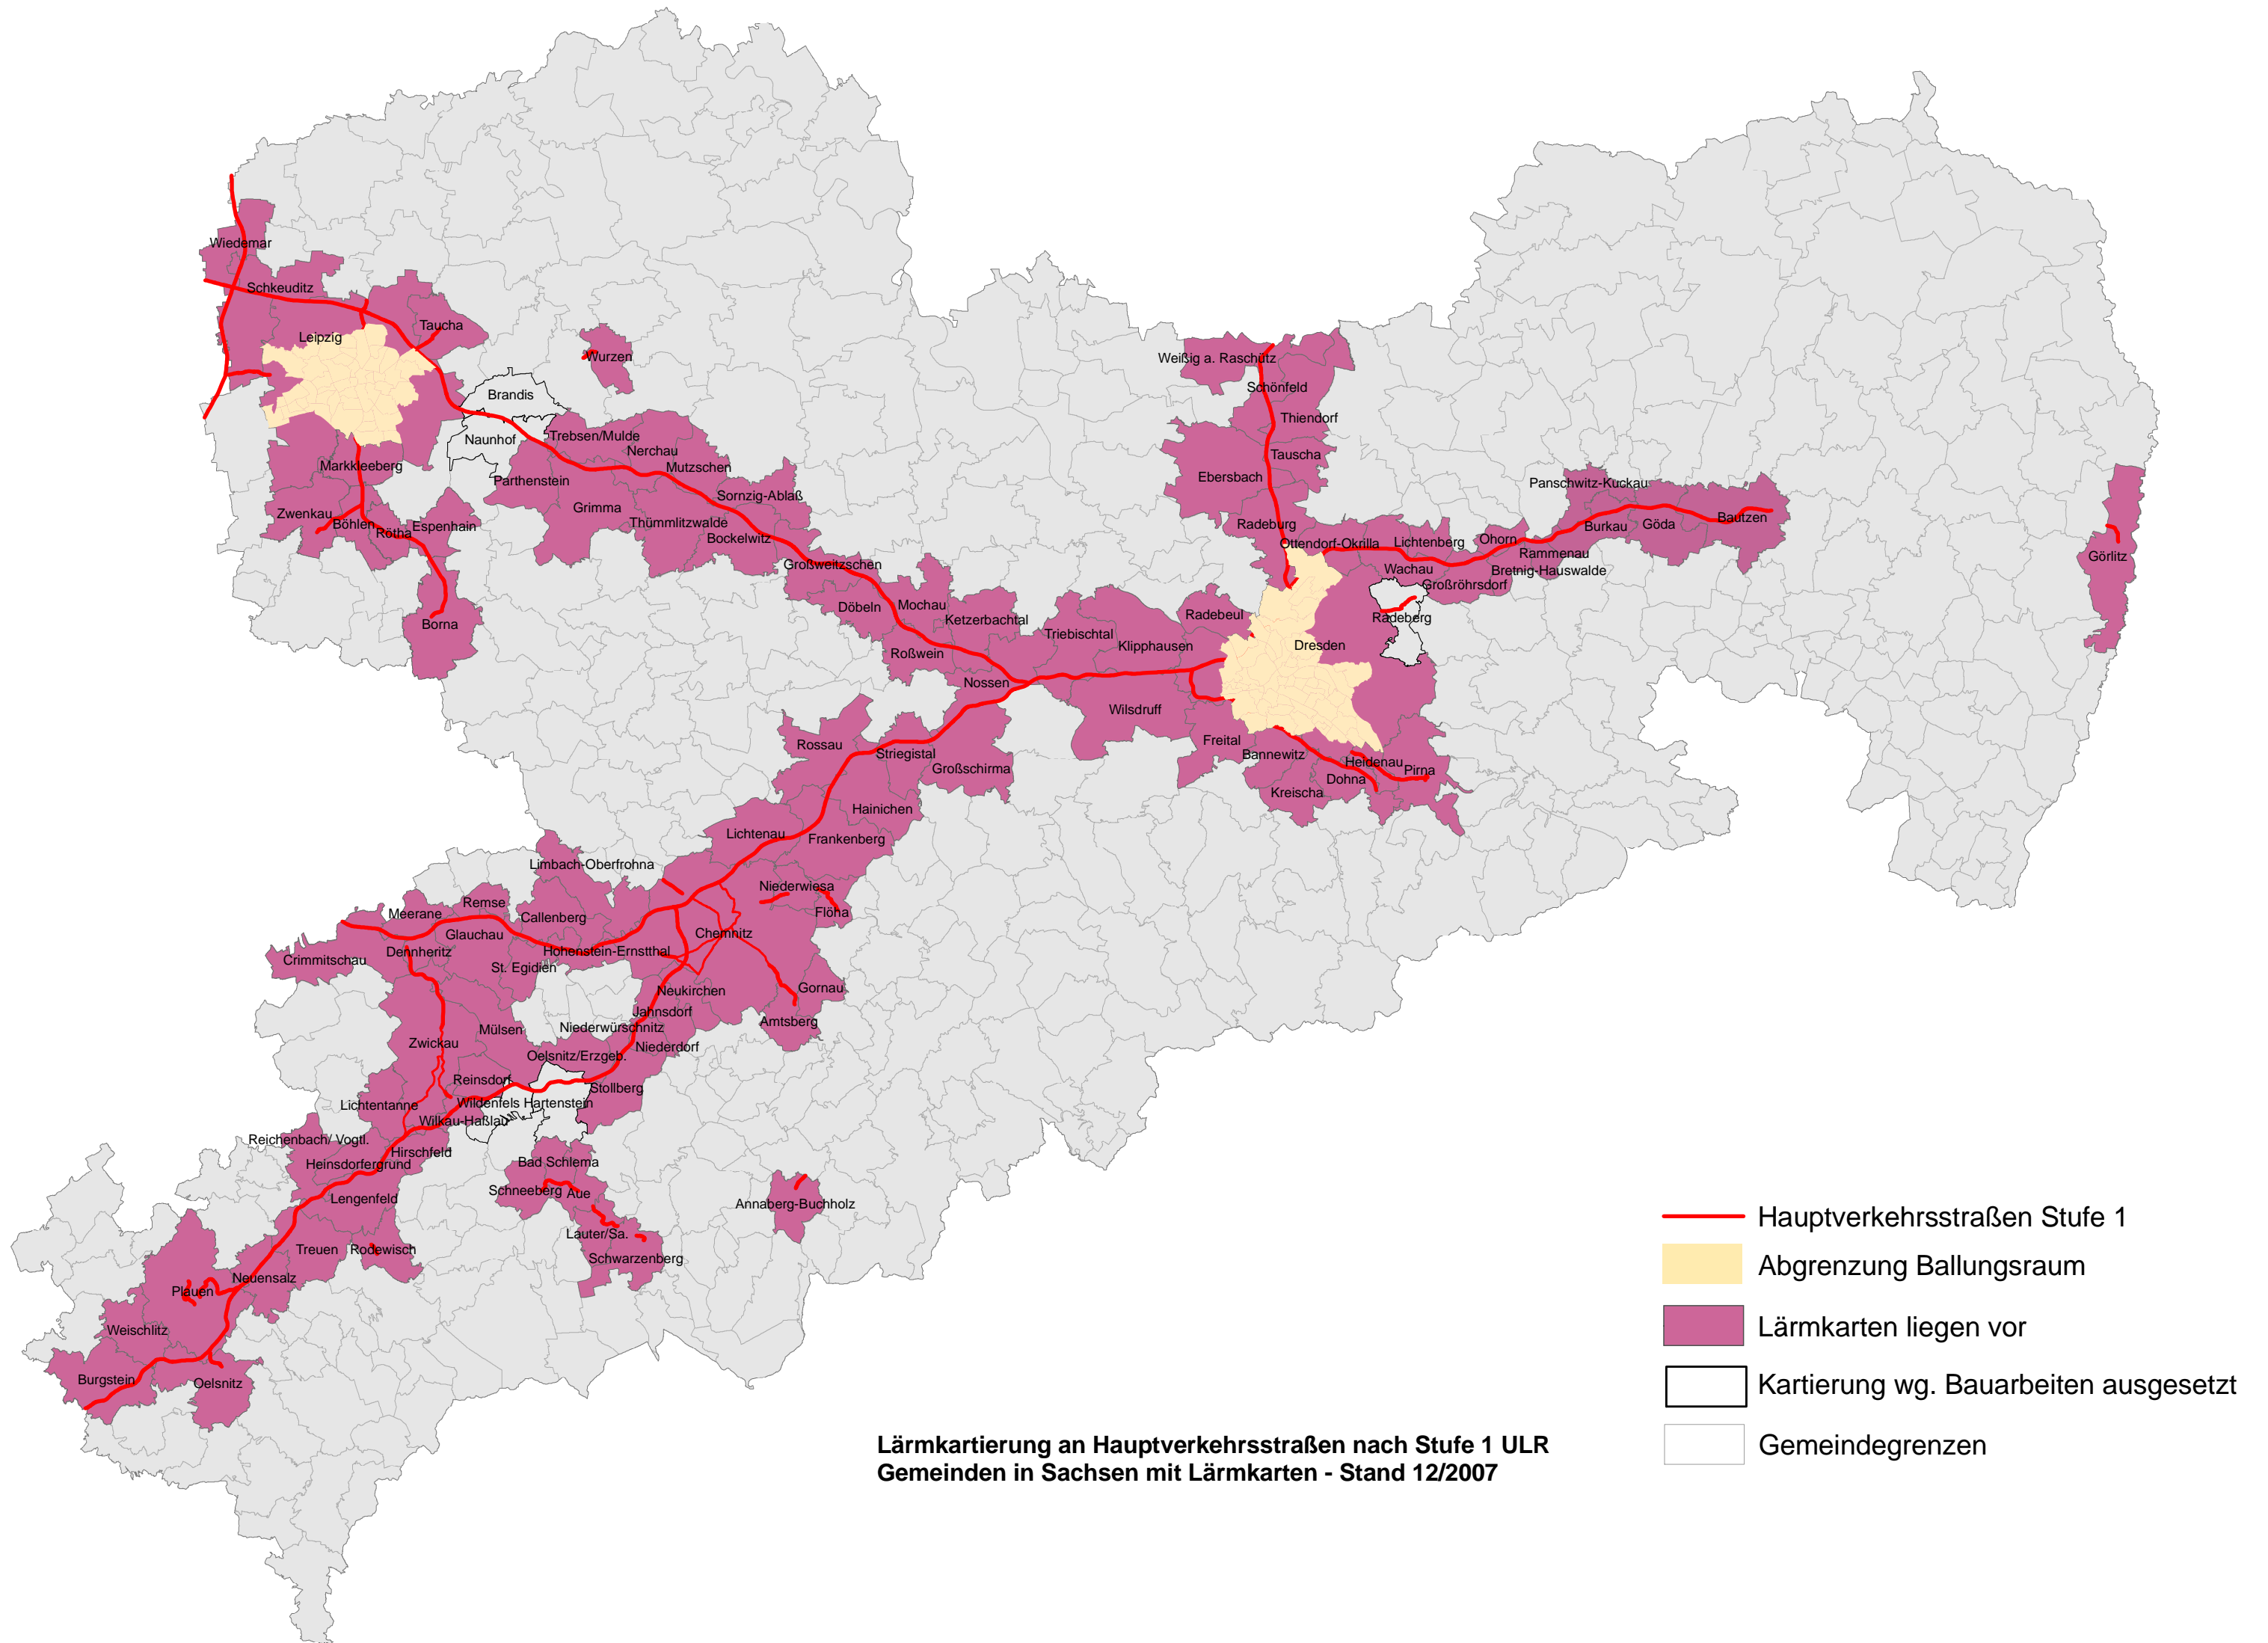 Wiedemar
Schkeuditz
Leipzig
Taucha
Wurzen
Brandis
Naunhof
Trebsen/Mulde
Nerchau
Mutzschen
Markkleeberg
Parthenstein
Grimma
Sornzig-Ablaß
Zwenkau
Böhlen
Rötha
Espenhain
Thümmlitzwalde
Bockelwitz
Borna
Großweitzschen
Döbeln
Mochau
Ketzerbachtal
Roßwein
Nossen
Triebischtal
Klipphausen
Radebeul
Wilsdruff
Weißig a. Raschütz
Schönfeld
Thiendorf
Tauscha
Ebersbach
Radeburg
Ottendorf-Okrilla
Lichtenberg
Wachau
Ohorn
Großröhrsdorf
Bretnig-Hauswalde
Rammenau
Panschwitz-Kuckau
Burkau
Göda
Bautzen
Görlitz
Radeberg
Dresden
Freital
Bannewitz
Heidenau
Pirna
Dohna
Kreischa
Rossau
Striegistal
Großschirma
Hainichen
Lichtenau
Frankenberg
Limbach-Oberfrohna
Niederwiesa
Flöha
Meerane
Remse
Callenberg
Glauchau
Chemnitz
Crimmitschau
Dennheritz
St. Egidien
Hohenstein-Ernstthal
Neukirchen
Gornau
Jahnsdorf
Amtsberg
Niederwürschnitz
Mülsen
Zwickau
Niederdorf
Oelsnitz/Erzgeb.
Reinsdorf
Stollberg
Lichtentanne
Wildenfels
Hartenstein
Wilkau-Haßlau
Reichenbach/ Vogtl.
Hirschfeld
Heinsdorfergrund
Bad Schlema
Schneeberg
Aue
Lengenfeld
Annaberg-Buchholz
Lauter/Sa.
Schwarzenberg
Treuen
Rodewisch
Neuensalz
Plauen
Weischlitz
Burgstein
Oelsnitz
Hauptverkehrsstraßen Stufe 1
Abgrenzung Ballungsraum
Lärmkarten liegen vor
Kartierung wg. Bauarbeiten ausgesetzt
Gemeindegrenzen
Lärmkartierung an Hauptverkehrsstraßen nach Stufe 1 ULR
Gemeinden in Sachsen mit Lärmkarten - Stand 12/2007